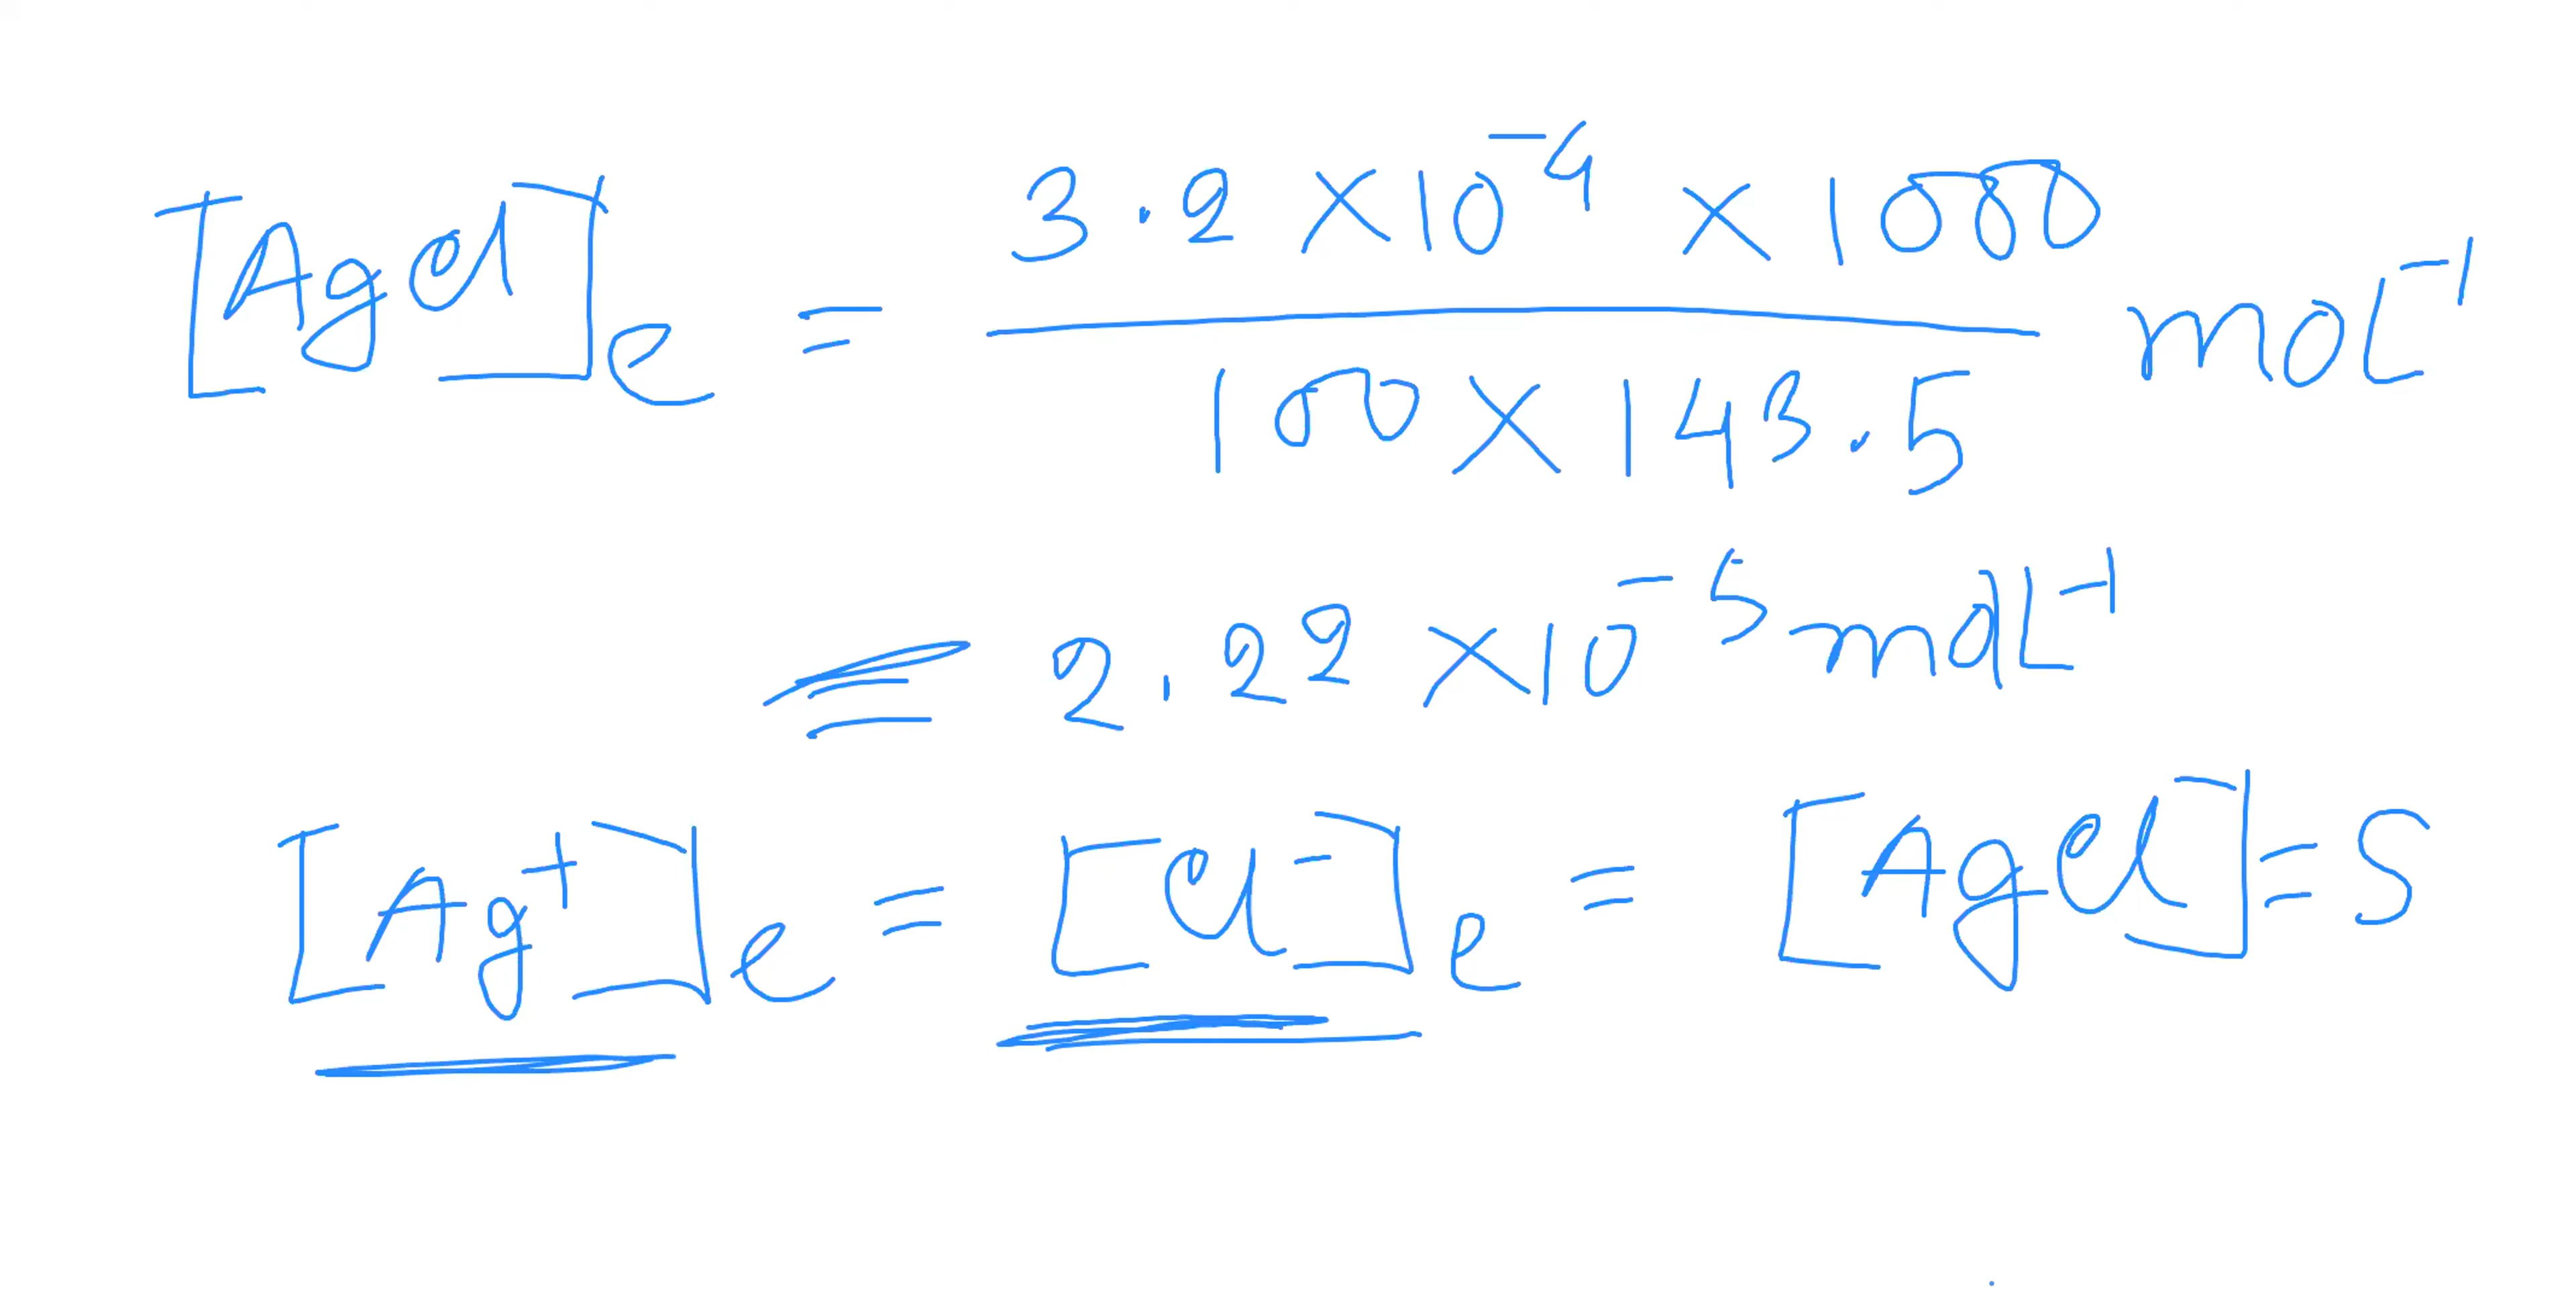 [AgCl]e = 3.2 × 10⁻⁴ × 1000 / 100 × 143.5 mol L⁻¹
= 2.22 × 10⁻⁵ mol L⁻¹
[Ag⁺]e = [Cl⁻]e = [AgCl] = S